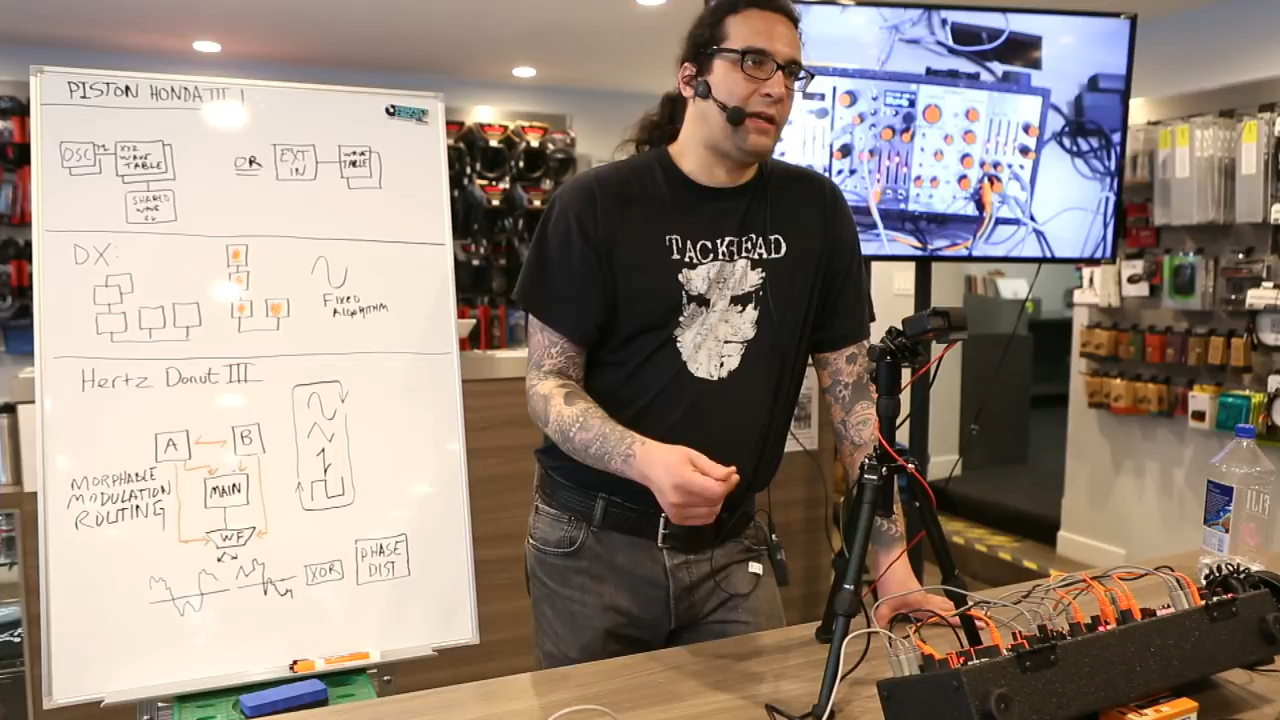 PISTON HONDA III
OSC
XYZ
WAVE
TABLE
OR
EXT
IN
WAVE
TABLE
SHARED
WAVE
DX:
FIXED
ALGORITHM
Hertz Donut III
A
B
MORPHABLE
MODULATION
ROUTING
MAIN
WF
XOR
PHASE
DIST
TACKHEAD
FIJI